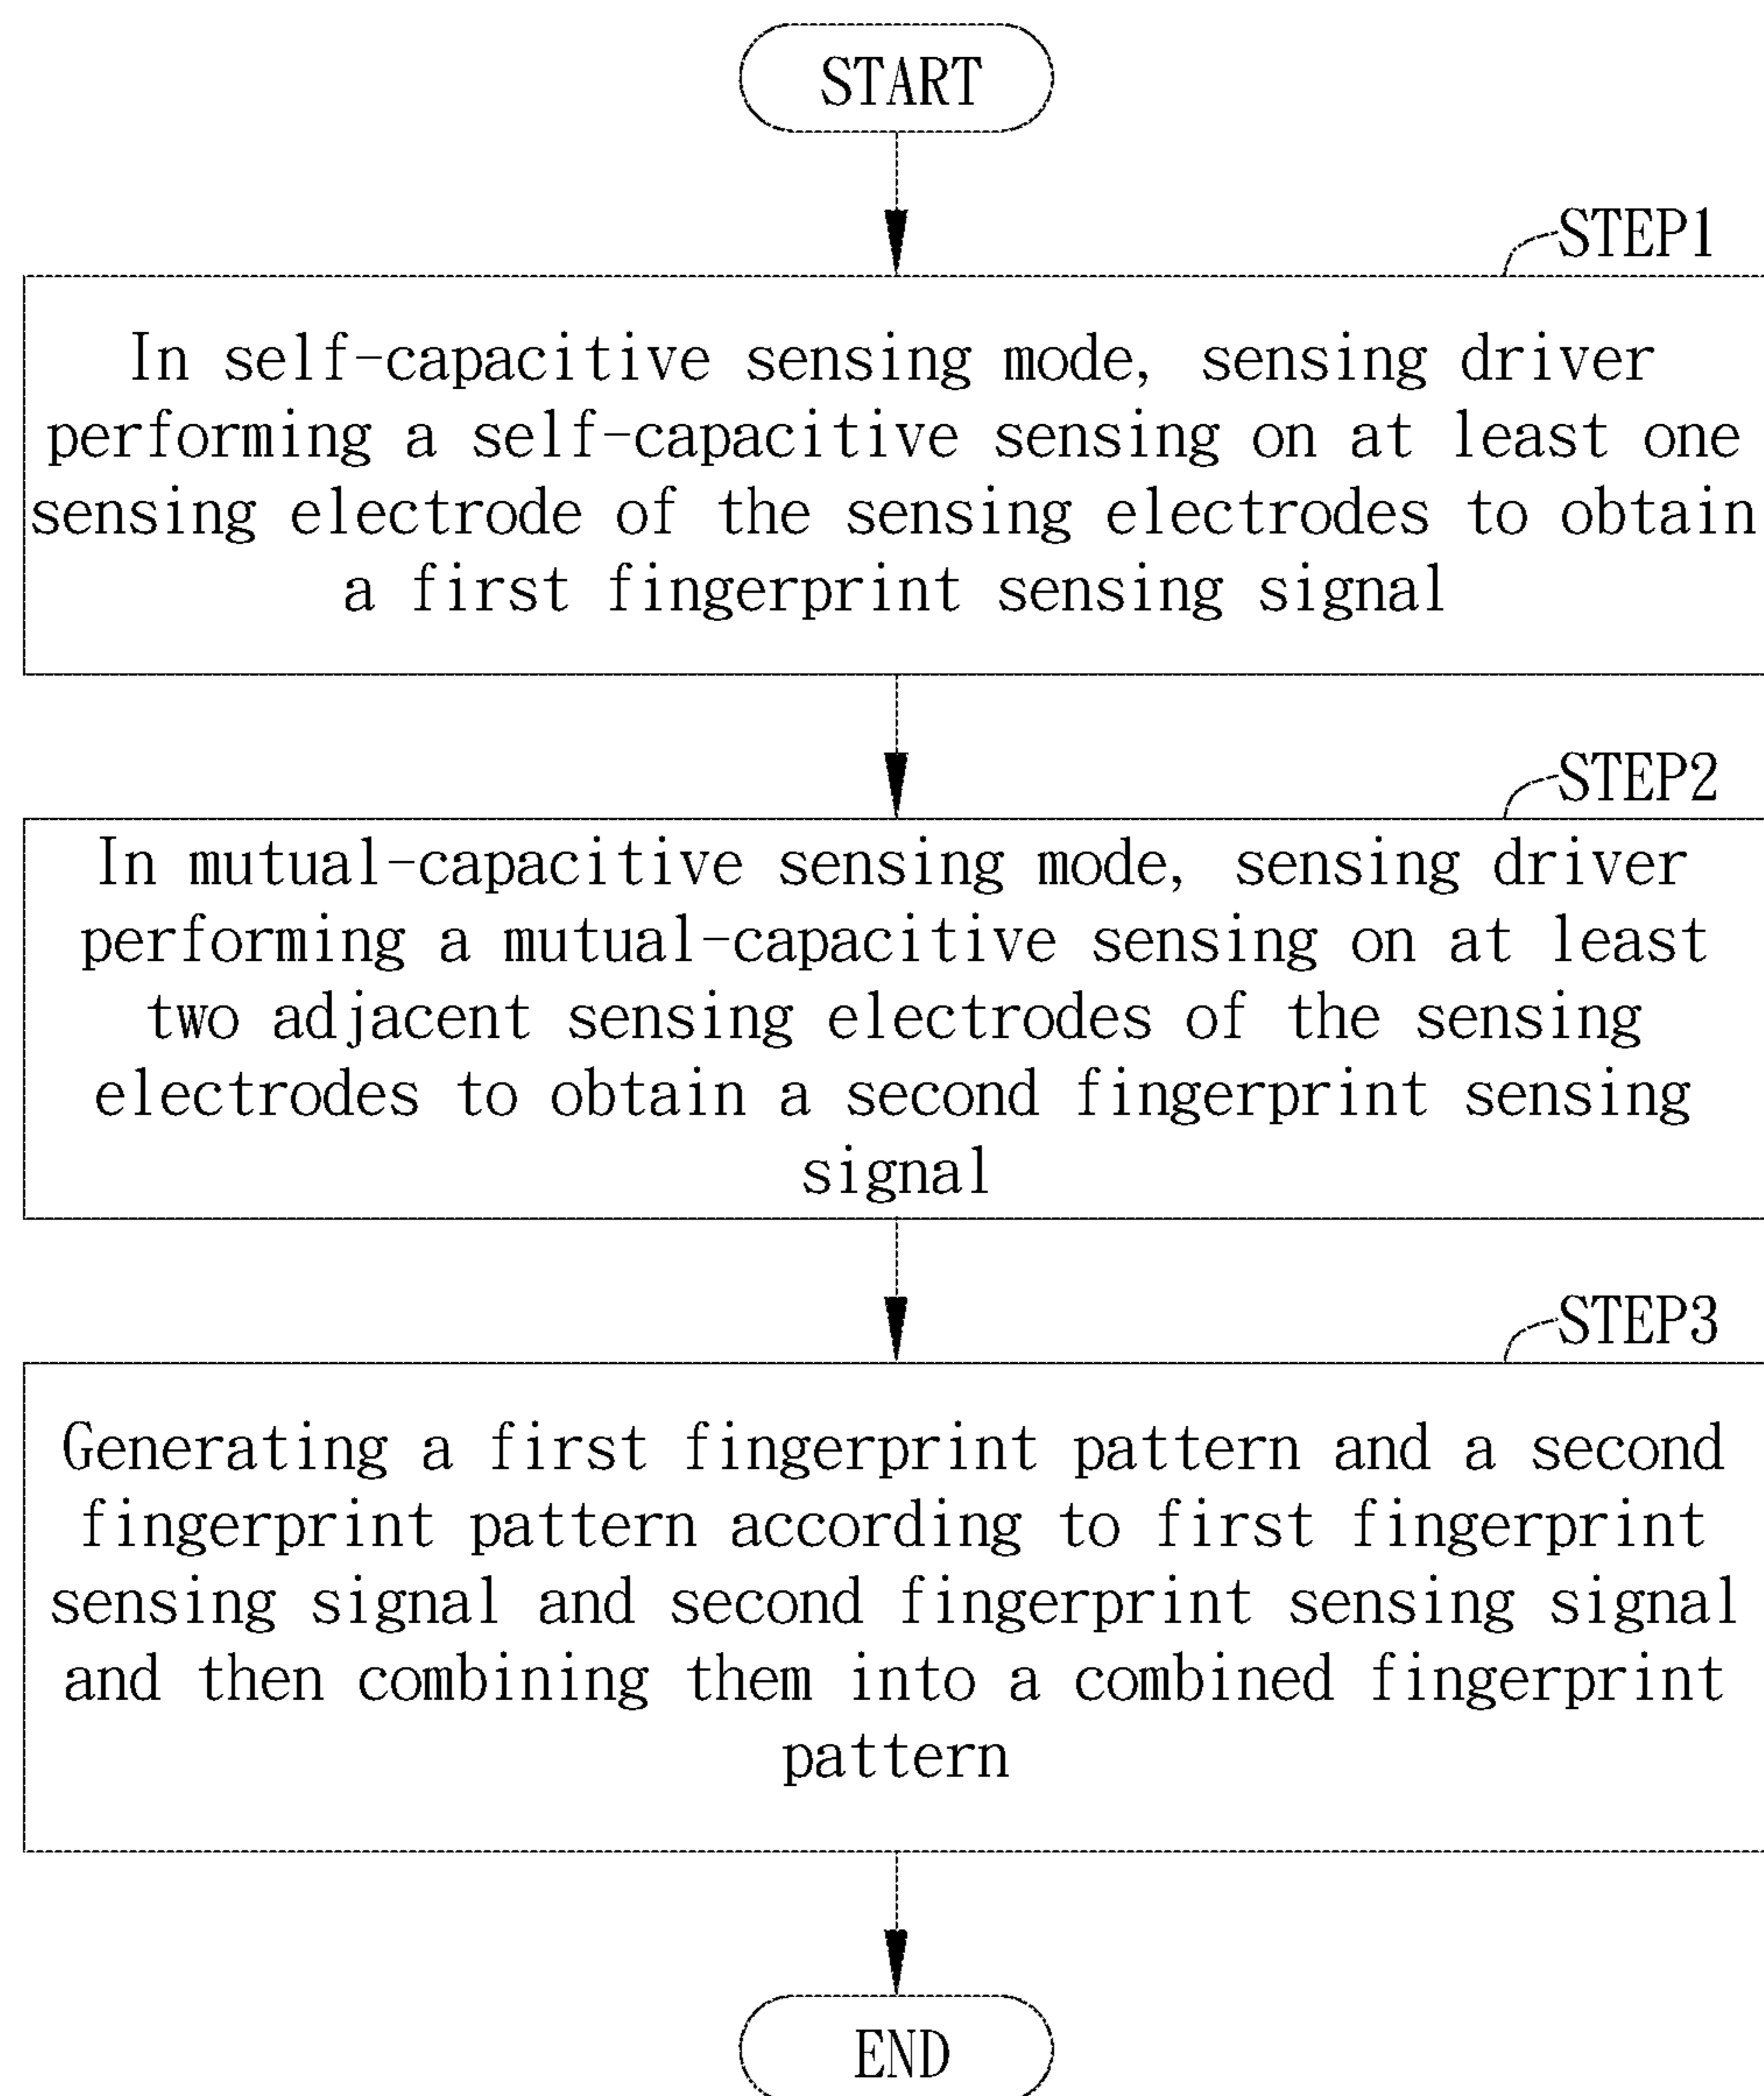 START
STEP1
In self-capacitive sensing mode, sensing driver
performing a self-capacitive sensing on at least one
sensing electrode of the sensing electrodes to obtain
a first fingerprint sensing signal
STEP2
In mutual-capacitive sensing mode, sensing driver
performing a mutual-capacitive sensing on at least
two adjacent sensing electrodes of the sensing
electrodes to obtain a second fingerprint sensing
signal
STEP3
Generating a first fingerprint pattern and a second
fingerprint pattern according to first fingerprint
sensing signal and second fingerprint sensing signal
and then combining them into a combined fingerprint
pattern
END